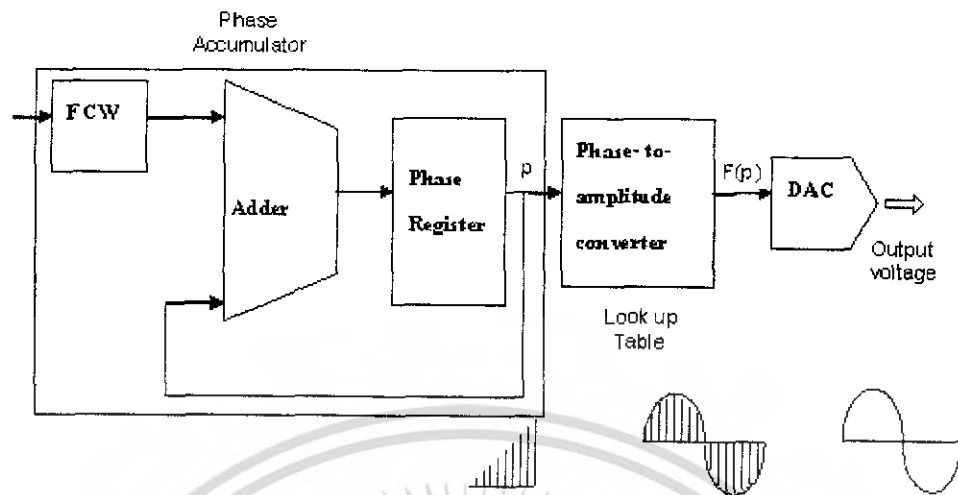 Phase
Accumulator
FCW
Adder
Phase
Register
p
Phase-to-
amplitude
converter
F(p)
DAC
Output
voltage
Look up
Table